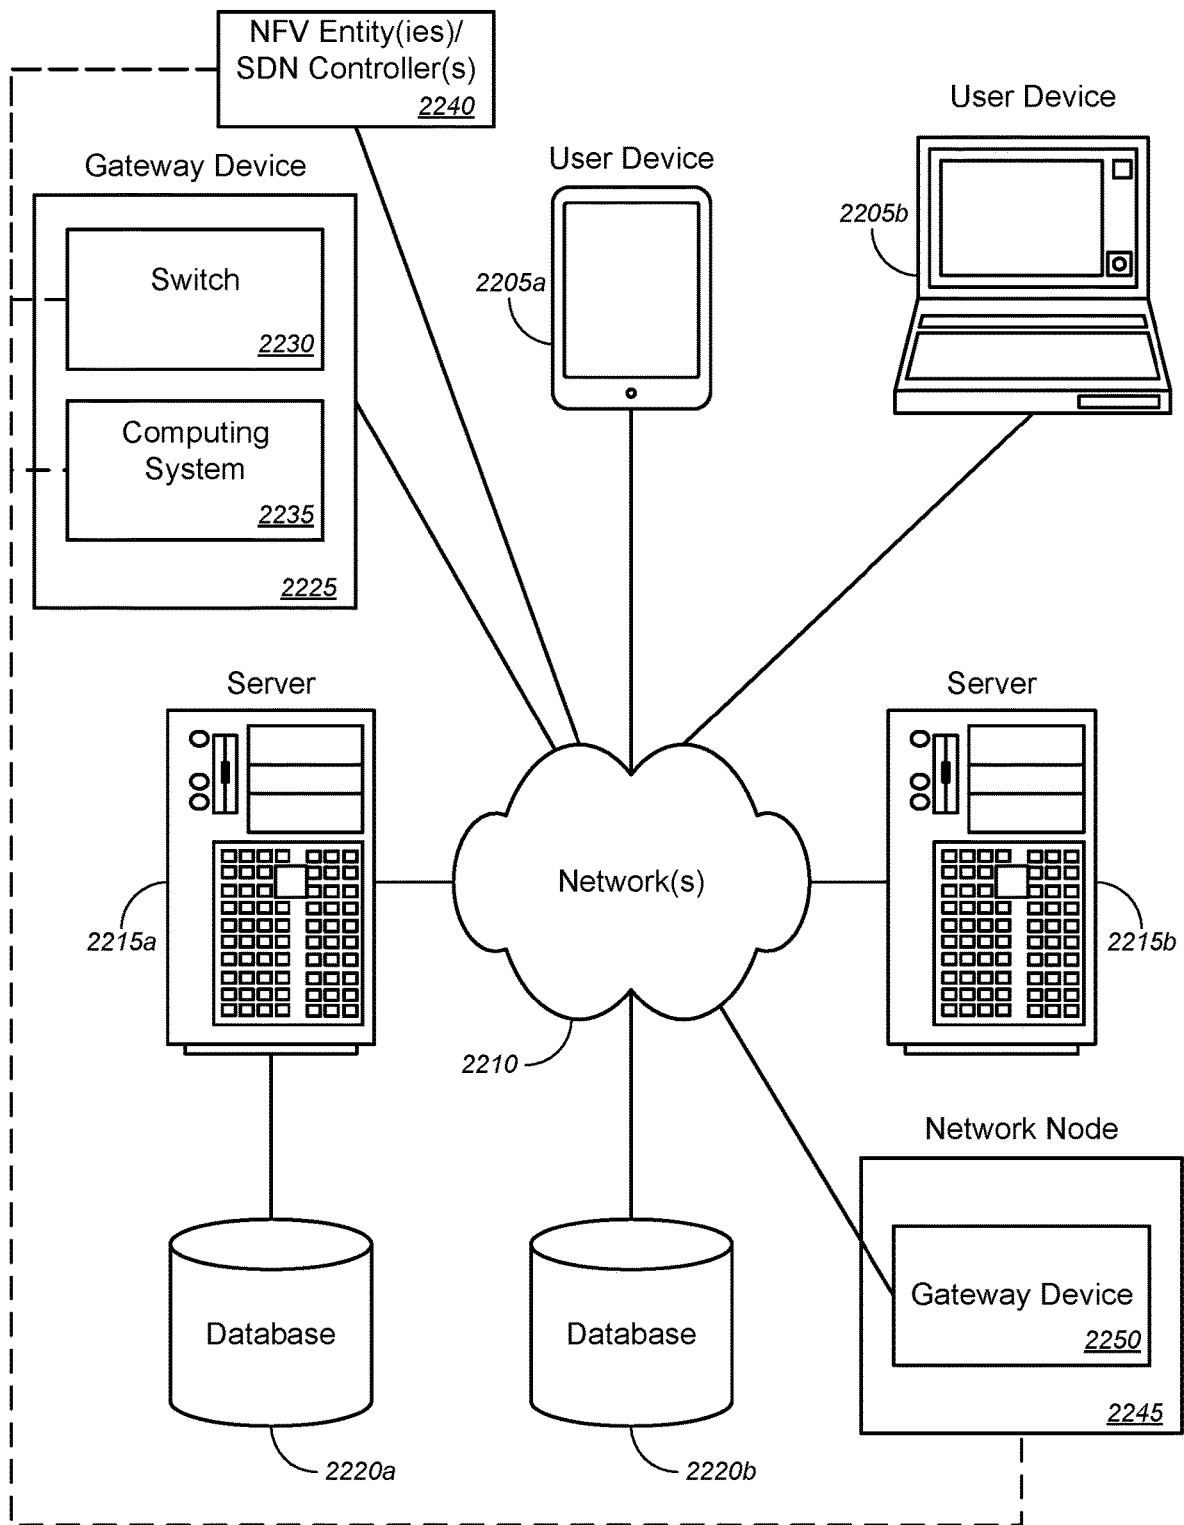 NFV Entity(ies)/
SDN Controller(s)
2240
User Device
Gateway Device
User Device
2205b
Switch
2205a
2230
Computing
System
2235
2225
Server
Server
Network(s)
2215a
2215b
2210
Network Node
Gateway Device
Database
Database
2250
2245
2220a
2220b